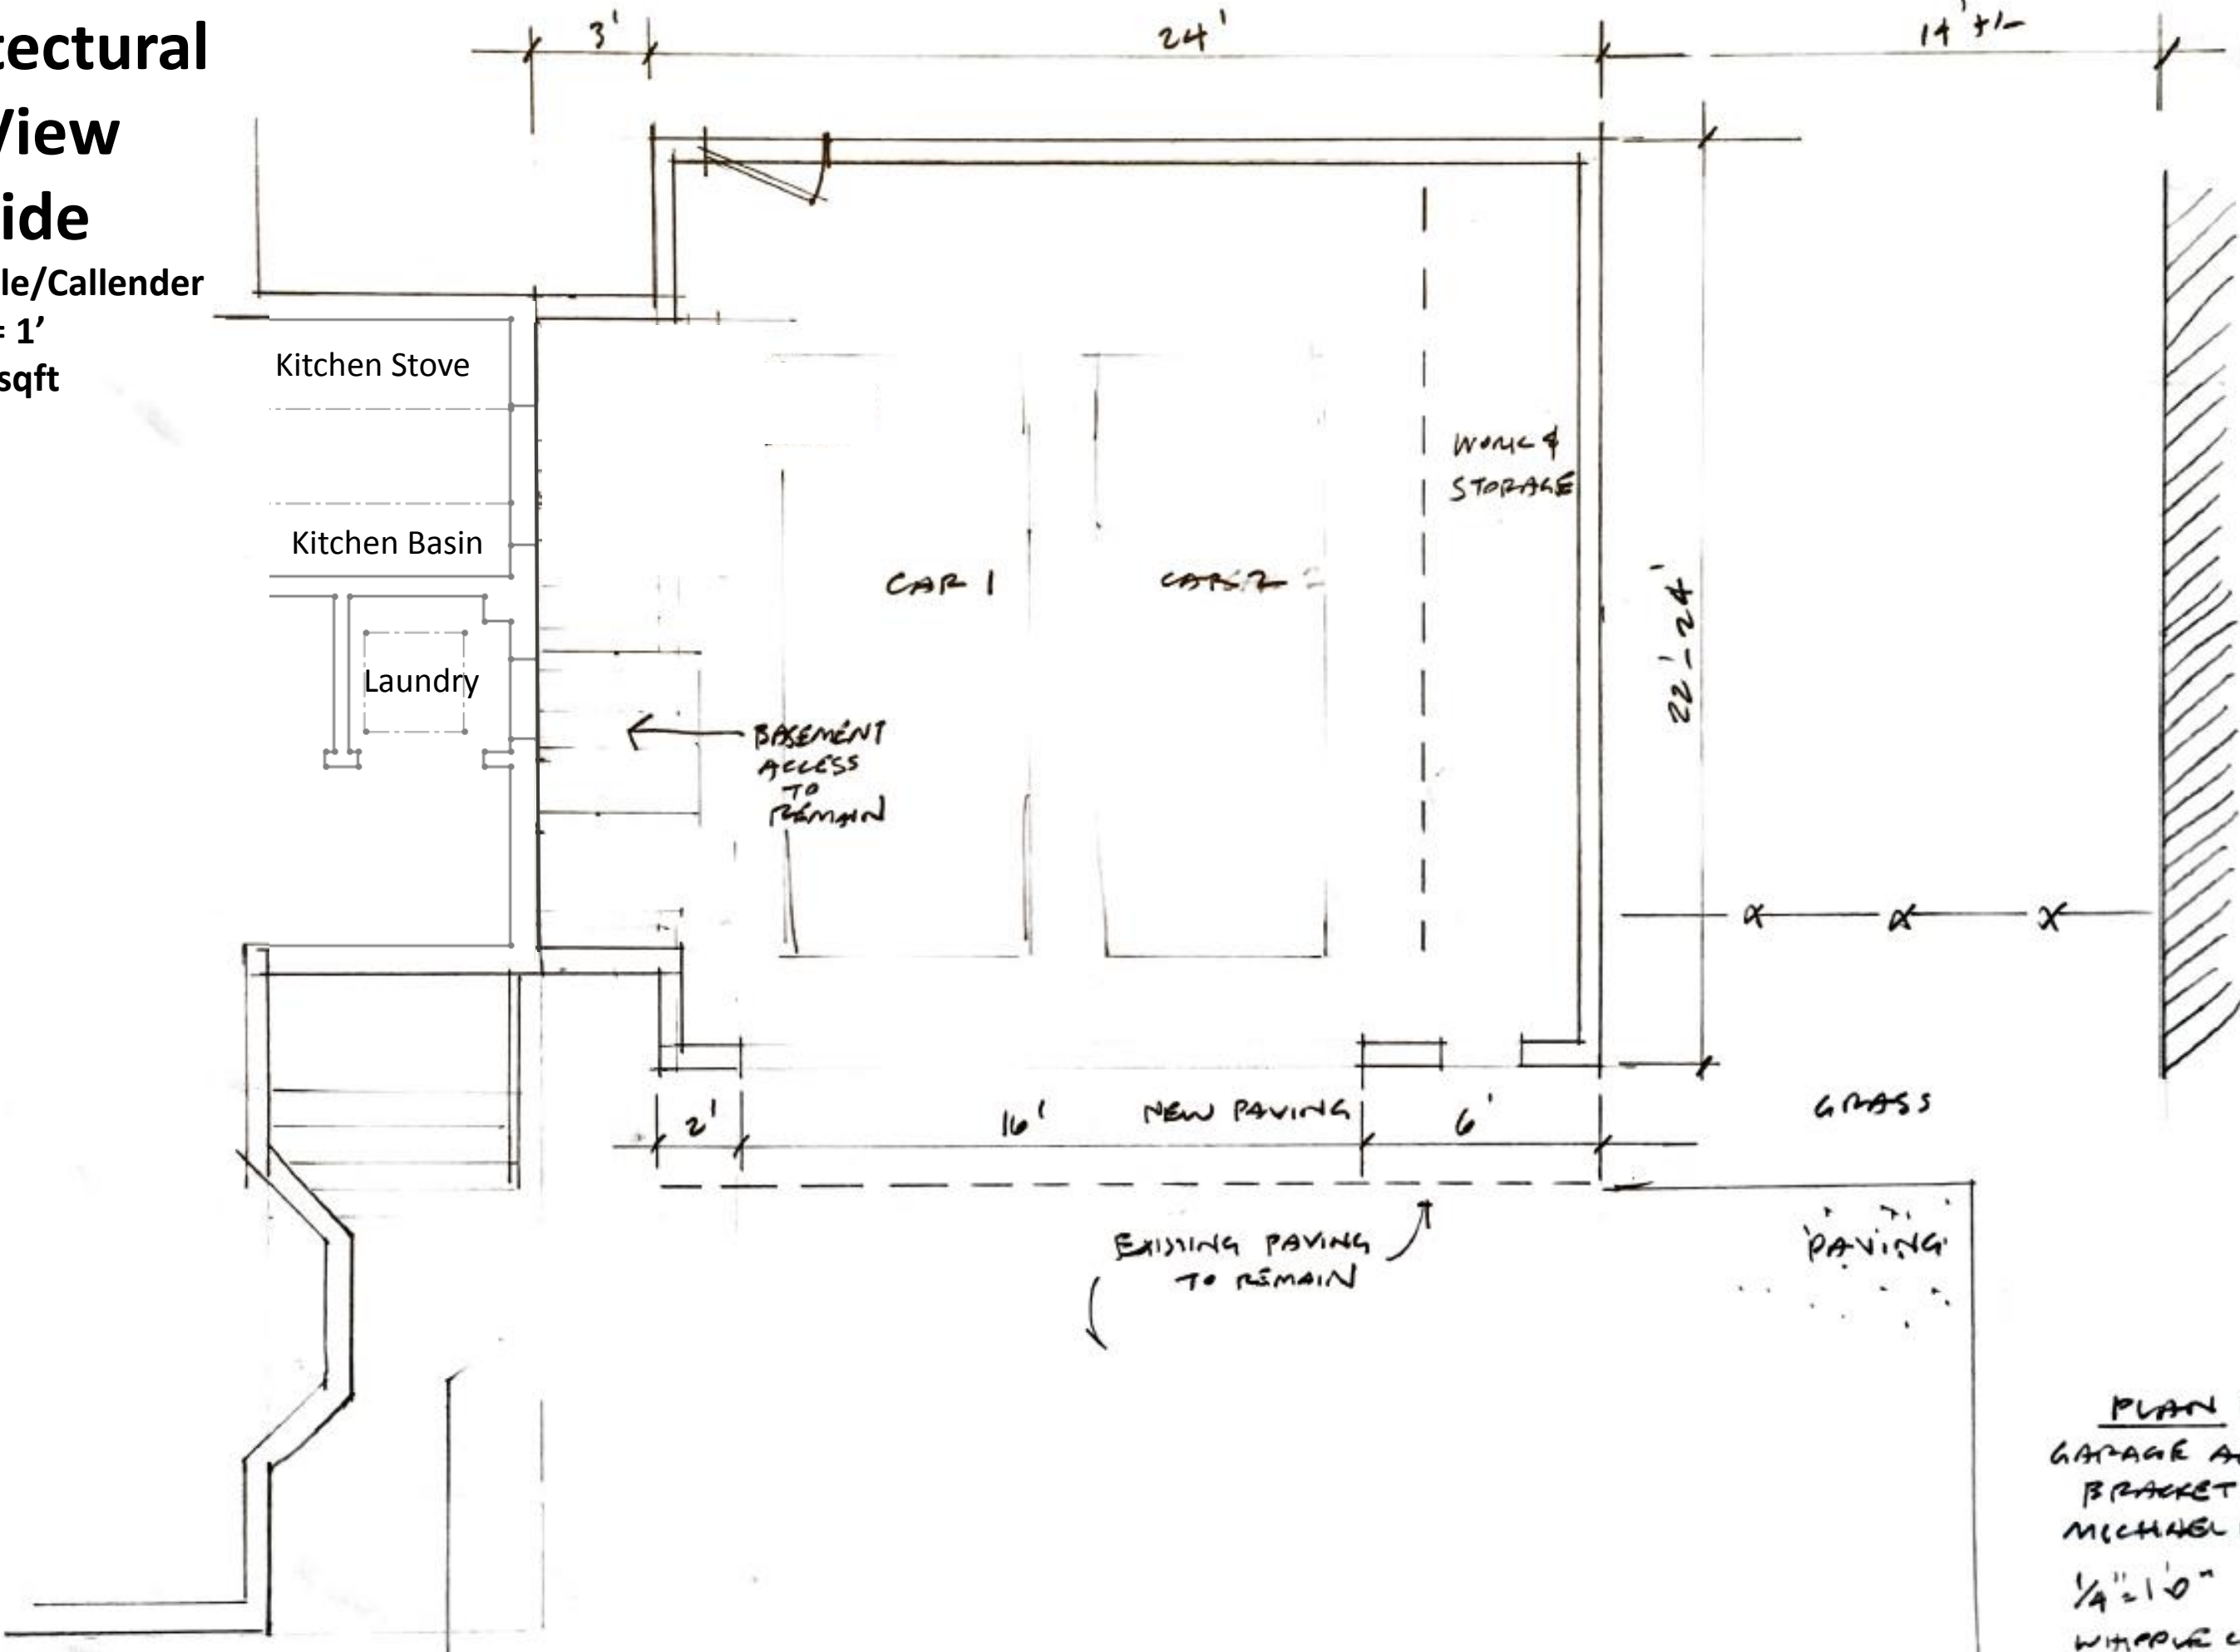 tectural
View
ide
le/Callender
= 1’
sqft
3'
24'
14' +/-
Kitchen Stove
Kitchen Basin
Laundry
WORK &
STORAGE
CAR 1
CAR 2
22'-24'
BASEMENT
ACCESS
TO
REMAIN
2'
16'
NEW PAVING
6'
GRASS
EXISTING PAVING
TO REMAIN
PAVING
PLAN
GARAGE A
BRACKET
MICHAEL
1/4" = 1'0"
WHIPPLE C